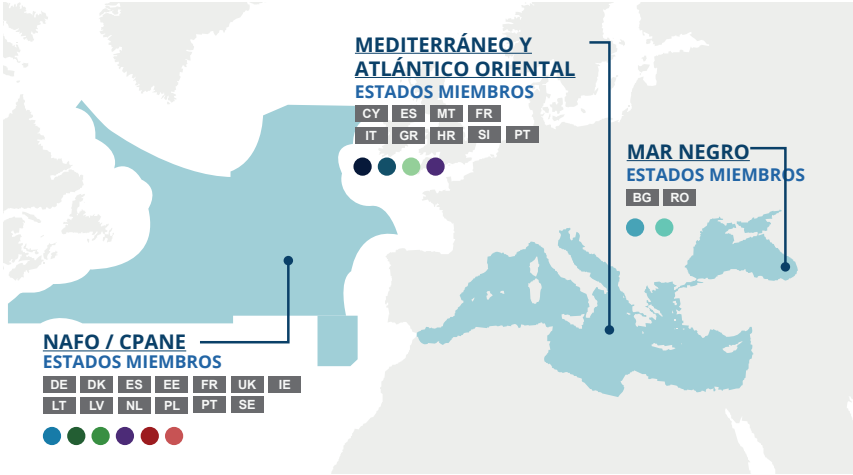 MEDITERRÁNEO Y
ATLÁNTICO ORIENTAL
ESTADOS MIEMBROS
CY ES MT FR
IT GR HR SI PT
MAR NEGRO
ESTADOS MIEMBROS
BG RO
NAFO / CPANE
ESTADOS MIEMBROS
DE DK ES EE FR UK IE
LT LV NL PL PT SE